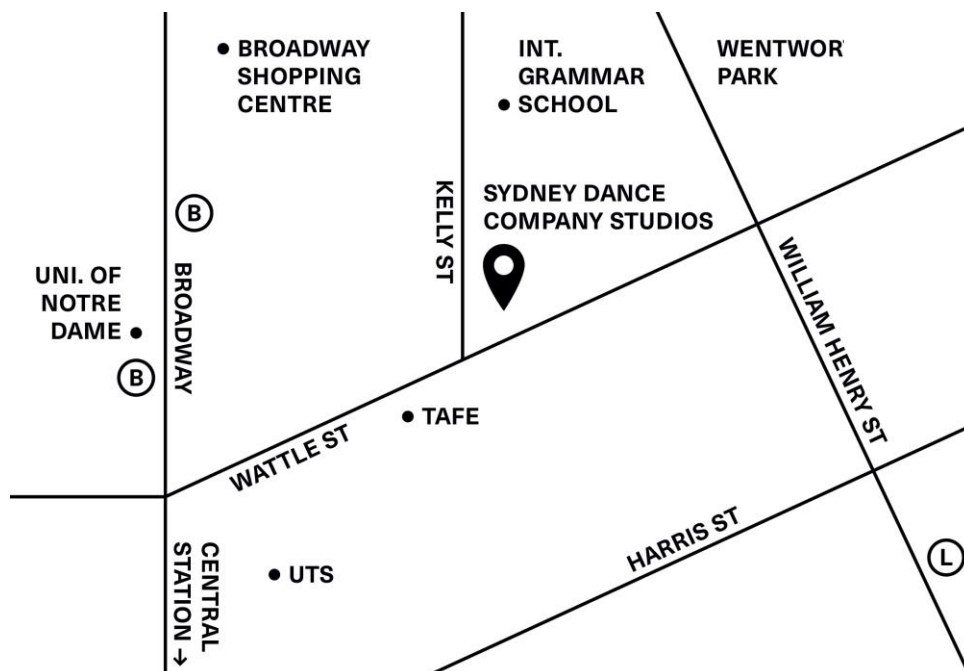 BROADWAY
SHOPPING
CENTRE
INT.
GRAMMAR
SCHOOL
WENTWOR
PARK
KELLY ST
SYDNEY DANCE
COMPANY STUDIOS
B
BROADWAY
UNI. OF
NOTRE
DAME
B
WILLIAM HENRY ST
TAFE
WATTLE ST
HARRIS ST
CENTRAL
STATION →
UTS
L